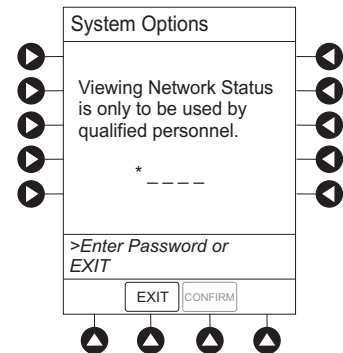 System Options
Viewing Network Status
is only to be used by
qualified personnel.
* _ _ _ _
>Enter Password or
EXIT
EXIT CONFIRM